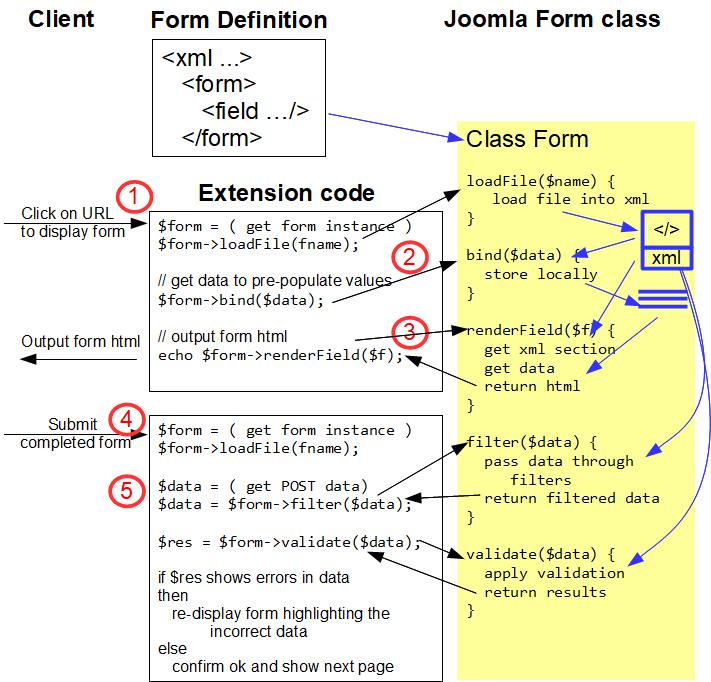 Client
Form Definition
Joomla Form class
<xml ...>
<form>
<field .../>
</form>
Class Form
1
Click on URL
to display form
Extension code
$form = ( get form instance )
$form->loadFile(fname);
2
// get data to pre-populate values
$form->bind($data);
Output form html
// output form html
3
echo $form->renderField($f);
loadFile($name) {
load file into xml
}
</>
xml
bind($data) {
store locally
}
renderField($f) {
get xml section
get data
return html
}
4
Submit
completed form
$form = ( get form instance )
$form->loadFile(fname);
5
$data = ( get POST data)
$data = $form->filter($data);
$res = $form->validate($data);
if $res shows errors in data
then
re-display form highlighting the
incorrect data
else
confirm ok and show next page
filter($data) {
pass data through
filters
return filtered data
}
validate($data) {
apply validation
return results
}